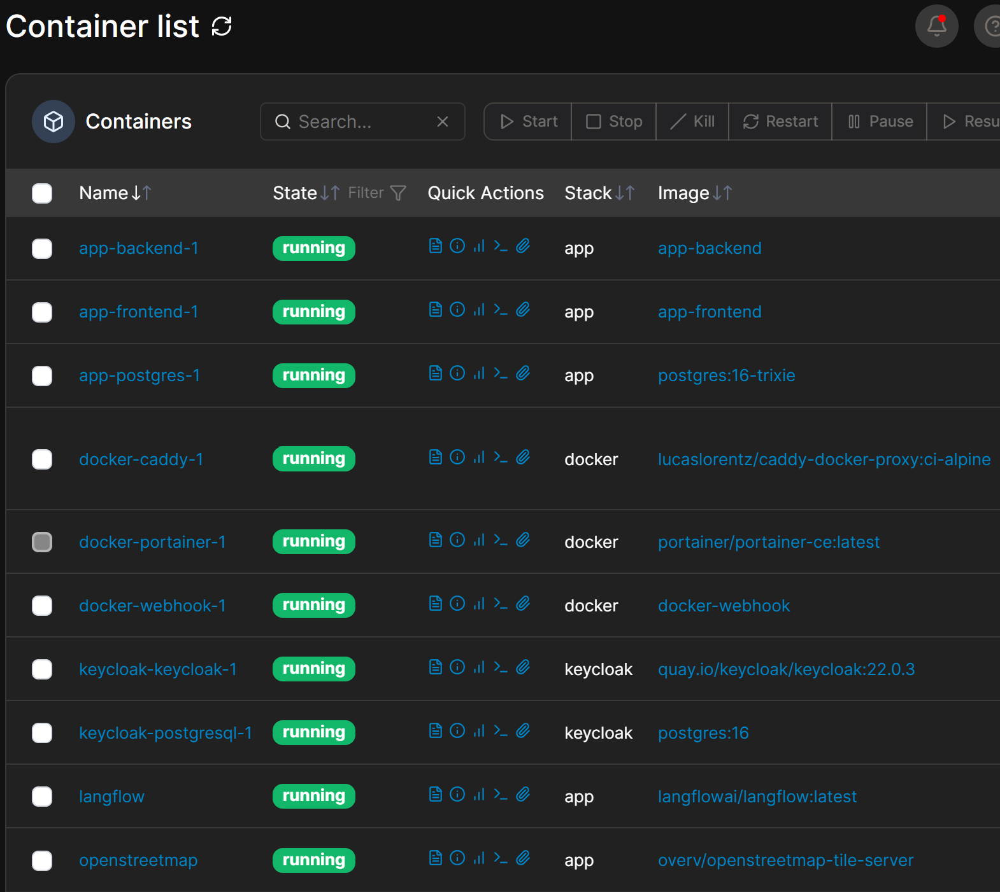 Container list
Containers Search... Start Stop Kill Restart Pause Resu
Name State Filter Quick Actions Stack Image
app-backend-1 running app app-backend
app-frontend-1 running app app-frontend
app-postgres-1 running app postgres:16-trixie
docker-caddy-1 running docker lucaslorentz/caddy-docker-proxy:ci-alpine
docker-portainer-1 running docker portainer/portainer-ce:latest
docker-webhook-1 running docker docker-webhook
keycloak-keycloak-1 running keycloak quay.io/keycloak/keycloak:22.0.3
keycloak-postgresql-1 running keycloak postgres:16
langflow running app langflowai/langflow:latest
openstreetmap running app overv/openstreetmap-tile-server